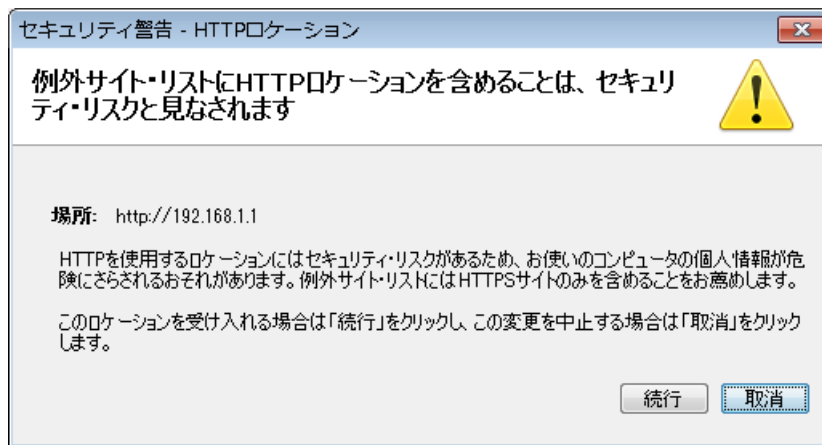 セキュリティ警告 - HTTPロケーション
例外サイト・リストにHTTPロケーションを含めることは、セキュリ
ティ・リスクと見なされます
場所: http://192.168.1.1
HTTPを使用するロケーションにはセキュリティ・リスクがあるため、お使いのコンピュータの個人情報が危
険にさらされるおそれがあります。例外サイト・リストにはHTTPSサイトのみを含めることをお薦めします。
このロケーションを受け入れる場合は「続行」をクリックし、この変更を中止する場合は「取消」をクリック
します。
続行 取消